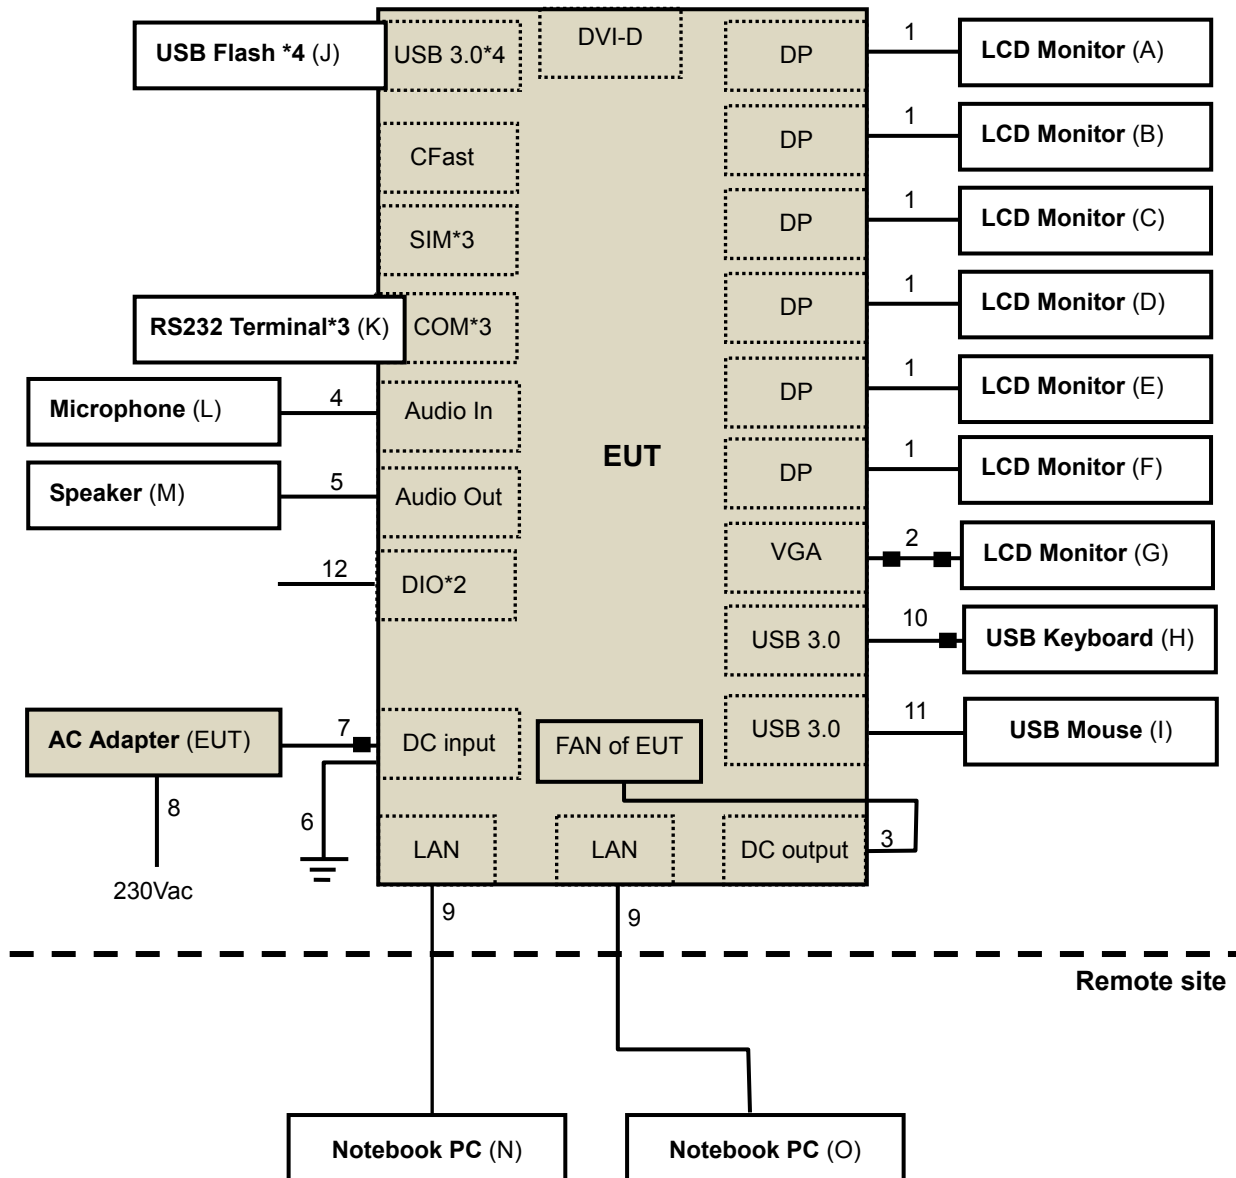 USB Flash *4 (J)
USB 3.0*4
DVI-D
DP
1
LCD Monitor (A)
DP
1
LCD Monitor (B)
CFast
DP
1
LCD Monitor (C)
SIM*3
DP
1
LCD Monitor (D)
RS232 Terminal*3 (K)
COM*3
DP
1
LCD Monitor (E)
Microphone (L)
4
Audio In
EUT
DP
1
LCD Monitor (F)
Speaker (M)
5
Audio Out
VGA
2
LCD Monitor (G)
12
DIO*2
USB 3.0
10
USB Keyboard (H)
AC Adapter (EUT)
7
DC input
FAN of EUT
USB 3.0
11
USB Mouse (I)
8
6
230Vac
LAN
LAN
DC output
3
9
9
Remote site
Notebook PC (N)
Notebook PC (O)